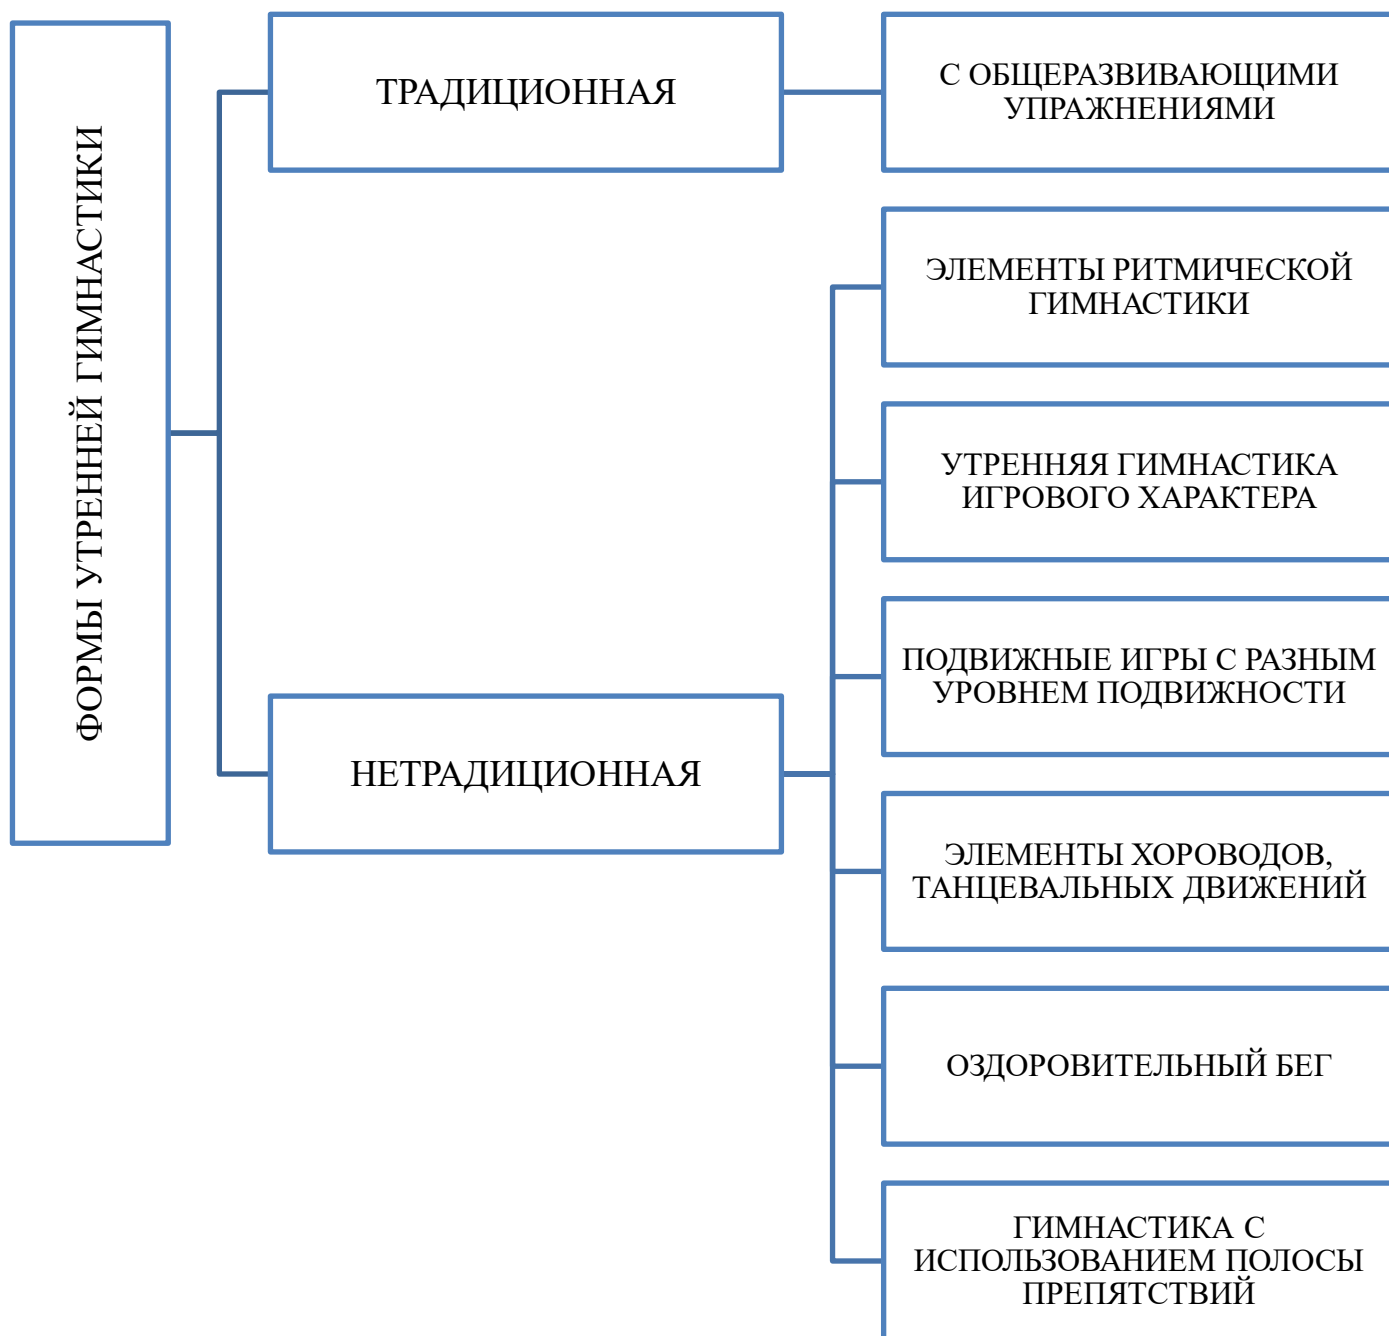 ФОРМЫ УТРЕННЕЙ ГИМНАСТИКИ
ТРАДИЦИОННАЯ
С ОБЩЕРАЗВИВАЮЩИМИ
УПРАЖНЕНИЯМИ
НЕТРАДИЦИОННАЯ
ЭЛЕМЕНТЫ РИТМИЧЕСКОЙ
ГИМНАСТИКИ
УТРЕННЯЯ ГИМНАСТИКА
ИГРОВОГО ХАРАКТЕРА
ПОДВИЖНЫЕ ИГРЫ С РАЗНЫМ
УРОВНЕМ ПОДВИЖНОСТИ
ЭЛЕМЕНТЫ ХОРОВОДОВ,
ТАНЦЕВАЛЬНЫХ ДВИЖЕНИЙ
ОЗДОРОВИТЕЛЬНЫЙ БЕГ
ГИМНАСТИКА С
ИСПОЛЬЗОВАНИЕМ ПОЛОСЫ
ПРЕПЯТСТВИЙ